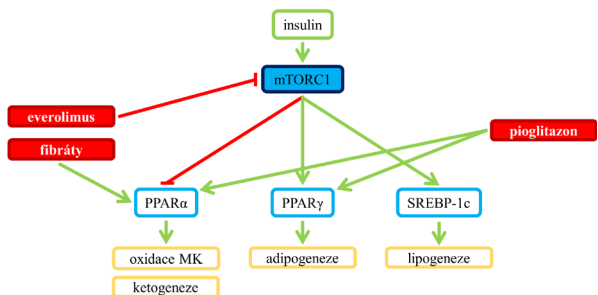 insulin
mTORC1
everolimus
fibráty
pioglitazon
PPARα
PPARγ
SREBP-1c
oxidace MK
adipogeneze
lipogeneze
ketogeneze